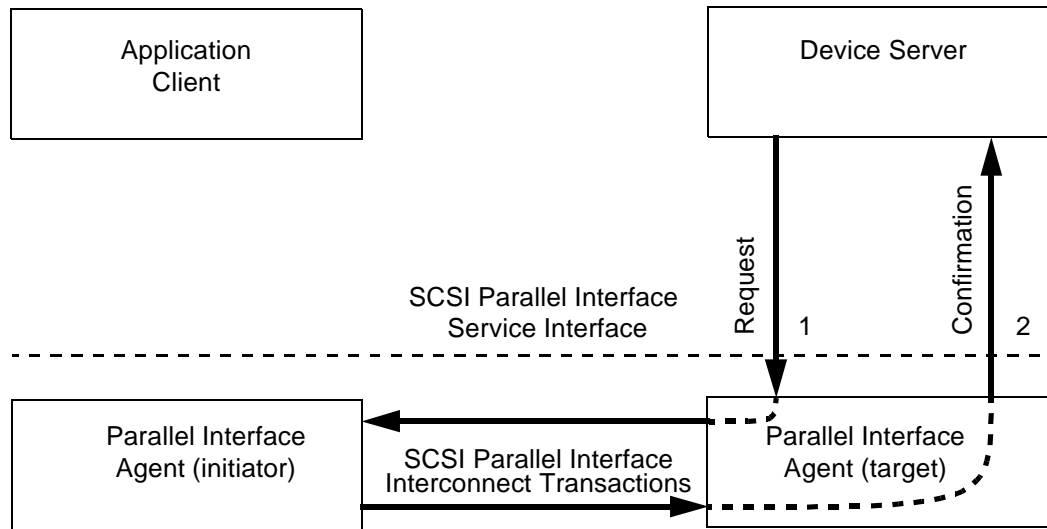 Application
Client
Device Server
Request
1
Confirmation
2
SCSI Parallel Interface
Service Interface
Parallel Interface
Agent (initiator)
SCSI Parallel Interface
Interconnect Transactions
Parallel Interface
Agent (target)